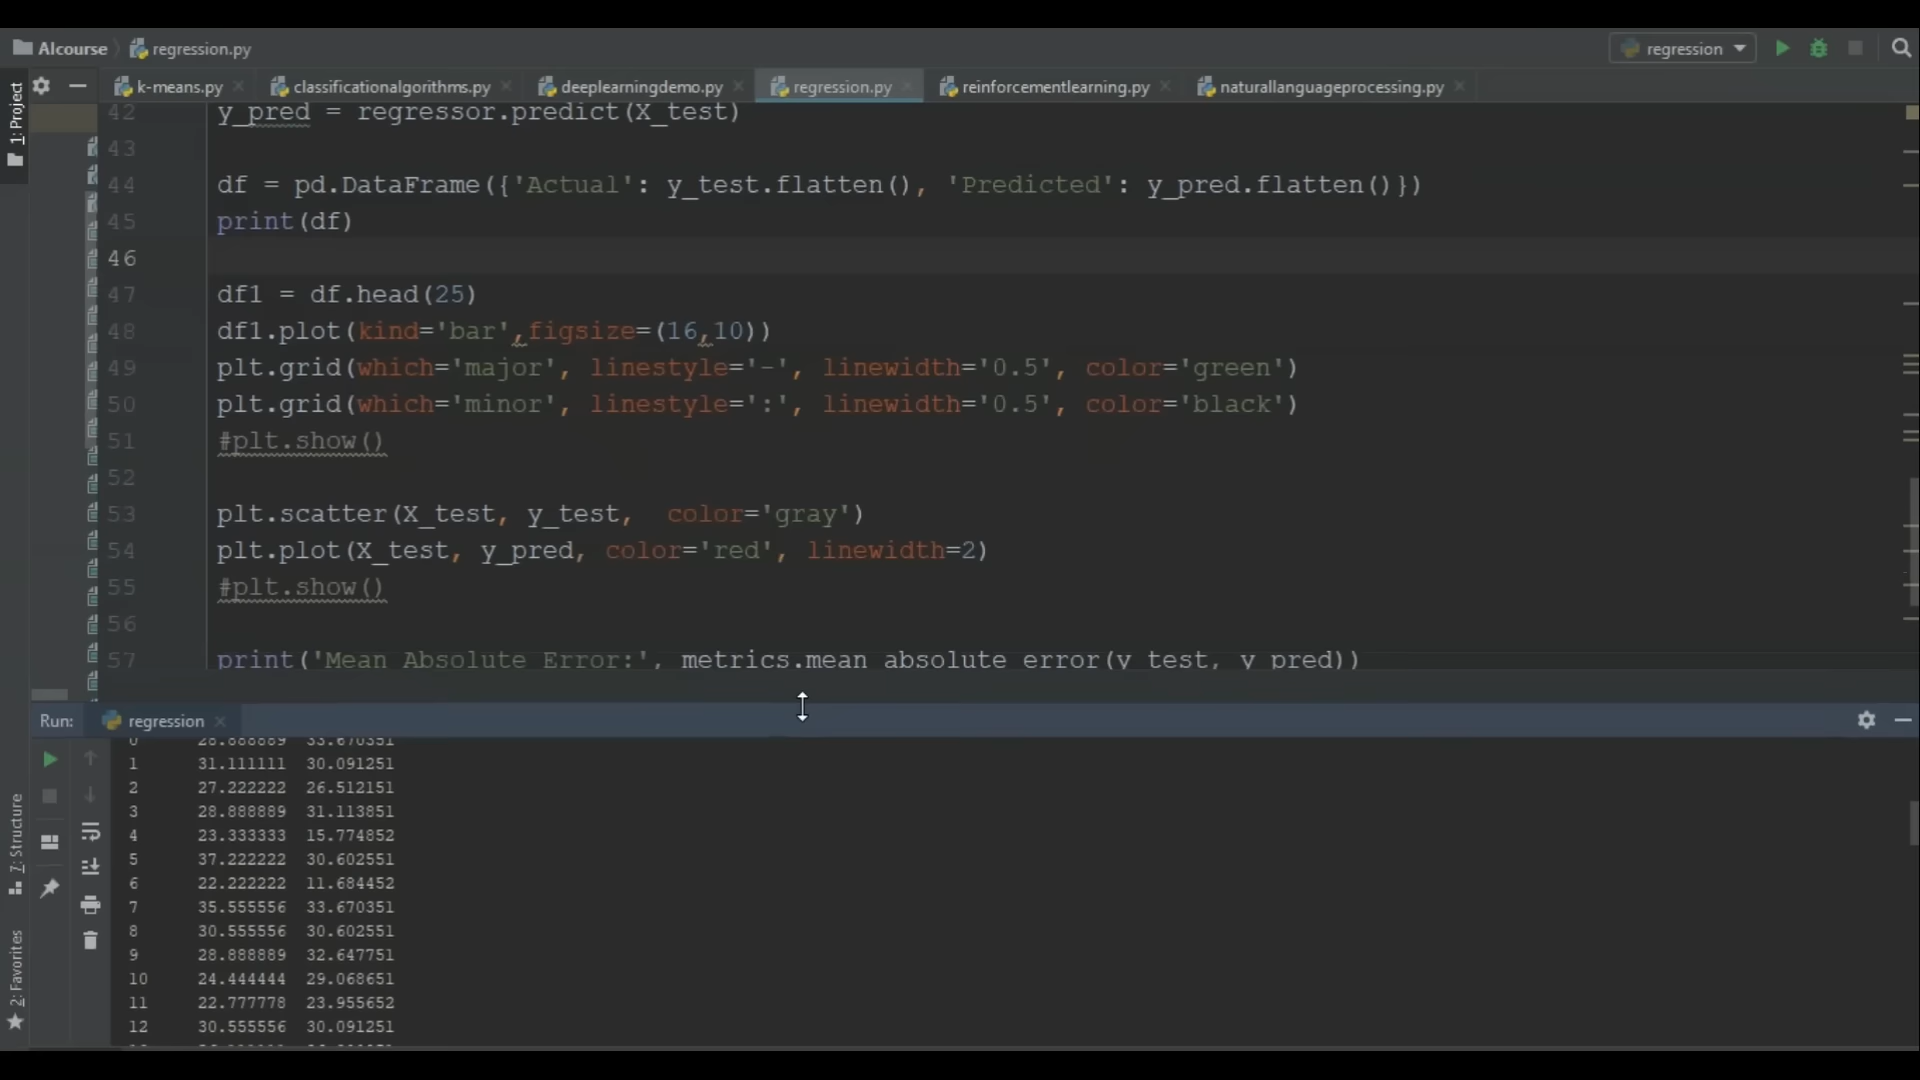 AIcourse regression.py regression
1: Project k-means.py classificationalgorithms.py deeplearningdemo.py regression.py reinforcementlearning.py naturallanguageprocessing.py
42 y_pred = regressor.predict(X_test)
43
44 df = pd.DataFrame({'Actual': y_test.flatten(), 'Predicted': y_pred.flatten()})
45 print(df)
46
47 df1 = df.head(25)
48 df1.plot(kind='bar',figsize=(16,10))
49 plt.grid(which='major', linestyle='-', linewidth='0.5', color='green')
50 plt.grid(which='minor', linestyle=':', linewidth='0.5', color='black')
51 #plt.show()
52
53 plt.scatter(X_test, y_test,  color='gray')
54 plt.plot(X_test, y_pred, color='red', linewidth=2)
55 #plt.show()
56
57 print('Mean Absolute Error:', metrics.mean_absolute_error(y_test, y_pred))
Run: regression
0 28.888889 33.670351
1 31.111111 30.091251
2 27.222222 26.512151
3 28.888889 31.113851
4 23.333333 15.774852
5 37.222222 30.602551
6 22.222222 11.684452
7 35.555556 33.670351
8 30.555556 30.602551
9 28.888889 32.647751
10 24.444444 29.068651
11 22.777778 23.955652
12 30.555556 30.091251
7: Structure
2: Favorites